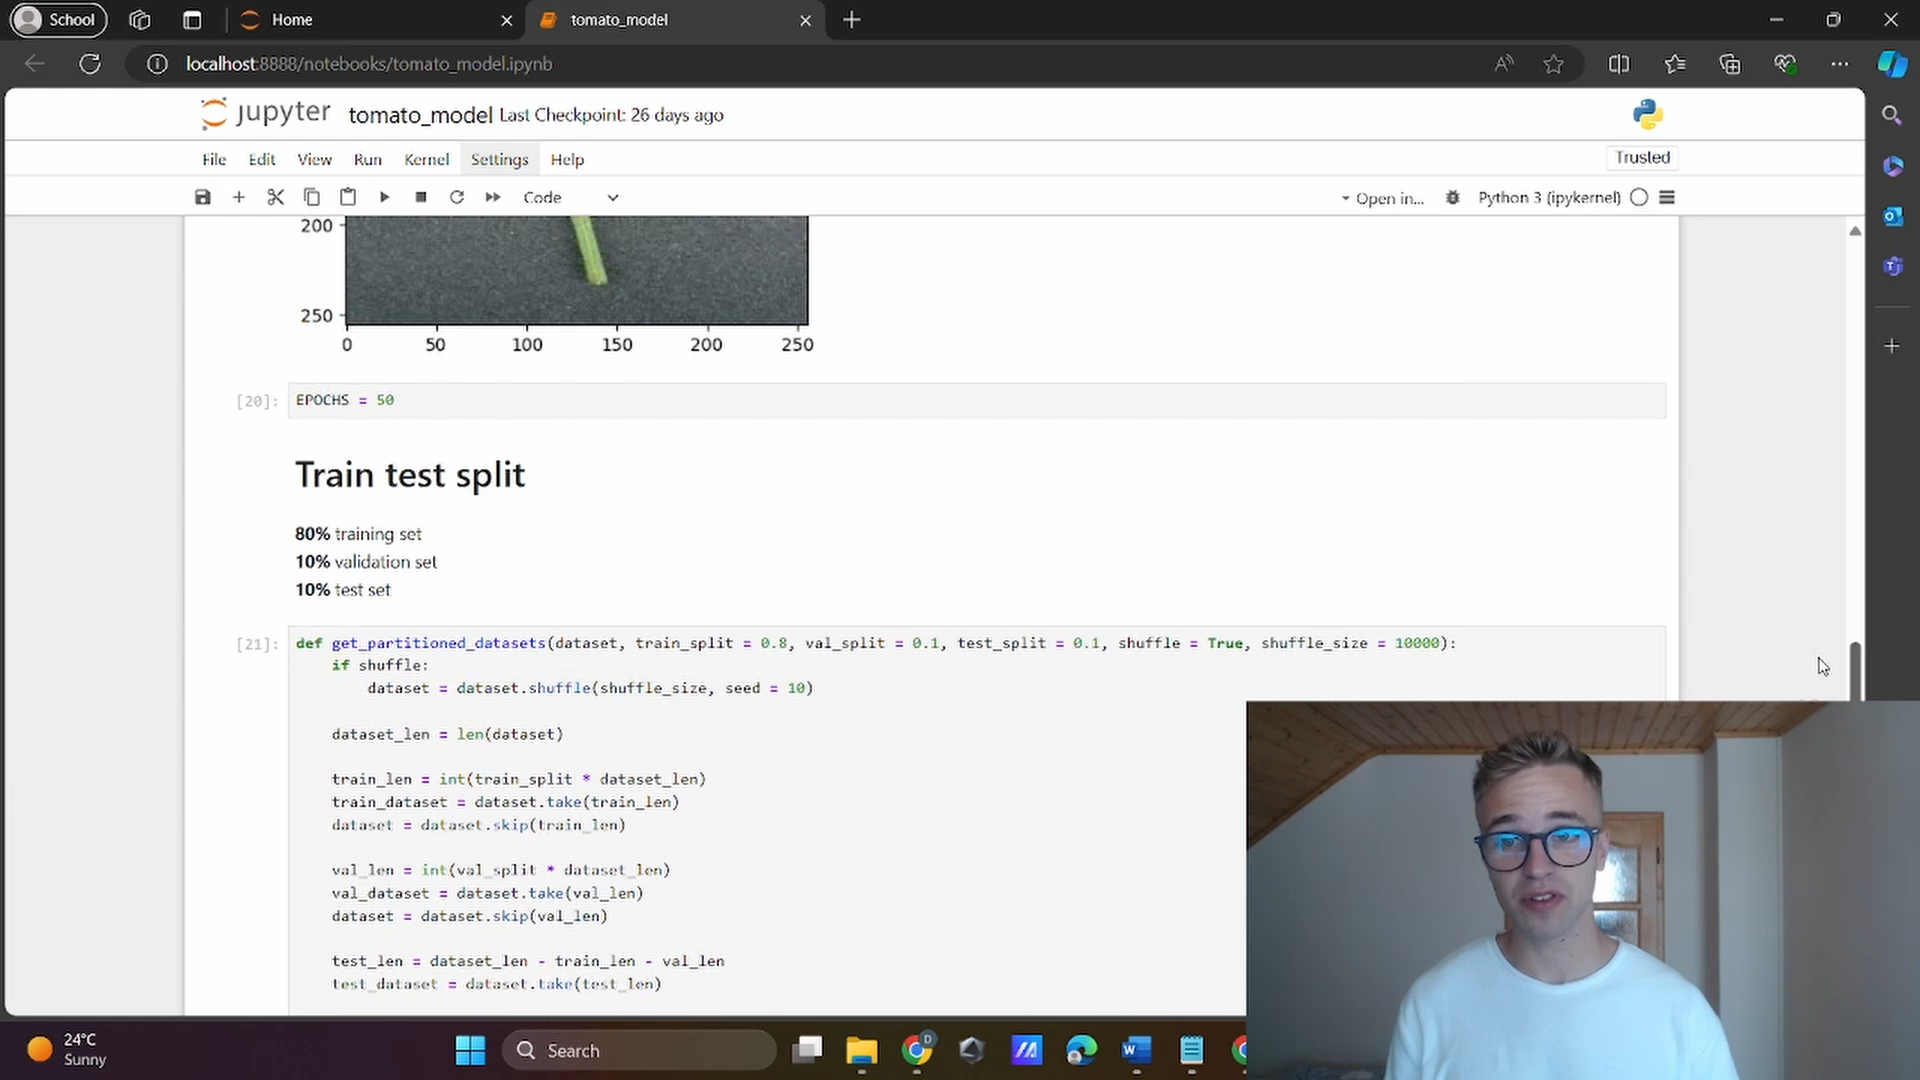 School
Home
tomato_model
localhost:8888/notebooks/tomato_model.ipynb
jupyter tomato_model Last Checkpoint: 26 days ago
File Edit View Run Kernel Settings Help
Trusted
Code
Open in...
Python 3 (ipykernel)
200
250
0 50 100 150 200 250
[20]: EPOCHS = 50
Train test split
80% training set
10% validation set
10% test set
[21]: def get_partitioned_datasets(dataset, train_split = 0.8, val_split = 0.1, test_split = 0.1, shuffle = True, shuffle_size = 10000):
if shuffle:
dataset = dataset.shuffle(shuffle_size, seed = 10)
dataset_len = len(dataset)
train_len = int(train_split * dataset_len)
train_dataset = dataset.take(train_len)
dataset = dataset.skip(train_len)
val_len = int(val_split * dataset_len)
val_dataset = dataset.take(val_len)
dataset = dataset.skip(val_len)
test_len = dataset_len - train_len - val_len
test_dataset = dataset.take(test_len)
24°C
Sunny
Search